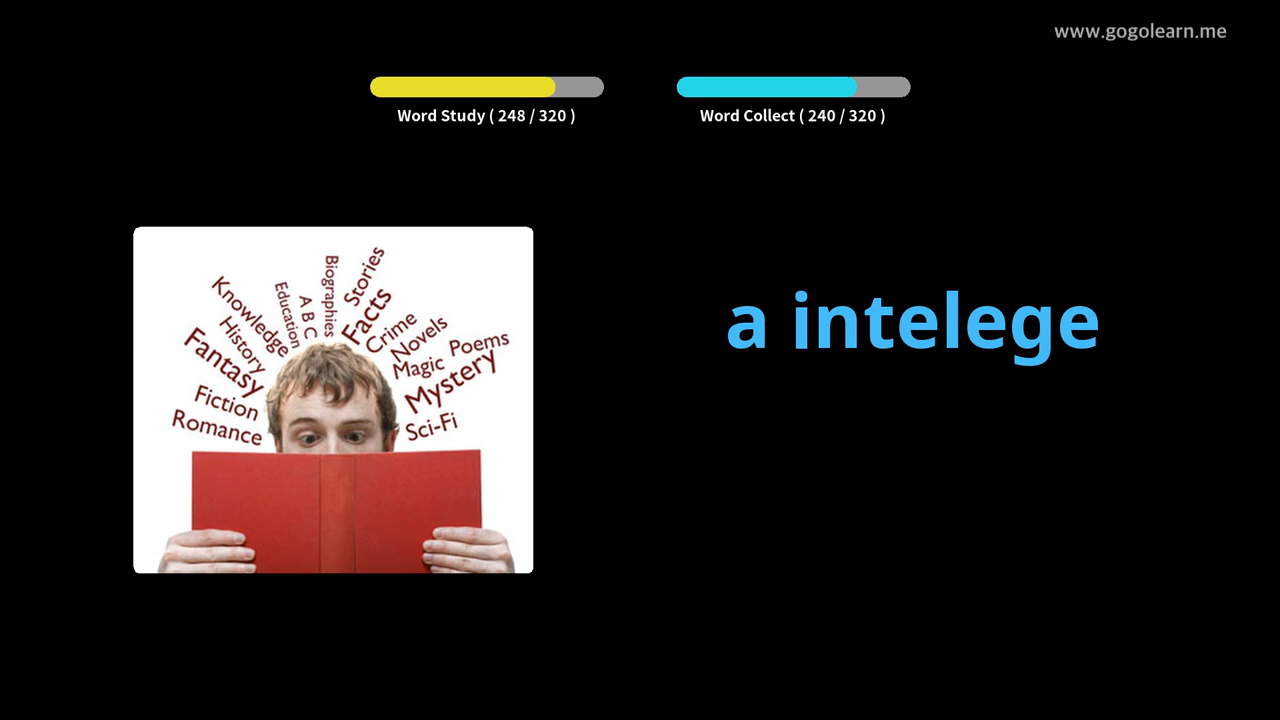 www.gogolearn.me
Word Study ( 248 / 320 )
Word Collect ( 240 / 320 )
a intelege
Knowledge
History
Fantasy
Fiction
Romance
Education
A B C
Biographies
Stories
Facts
Crime
Novels
Magic
Poems
Mystery
Sci-Fi